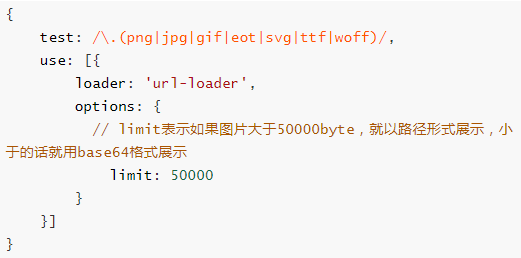 {
    test: /\.(png|jpg|gif|eot|svg|ttf|woff)/,
    use: [{
        loader: 'url-loader',
        options: {
          // limit表示如果图片大于50000byte，就以路径形式展示，小
于的话就用base64格式展示
            limit: 50000
        }
    }]
}